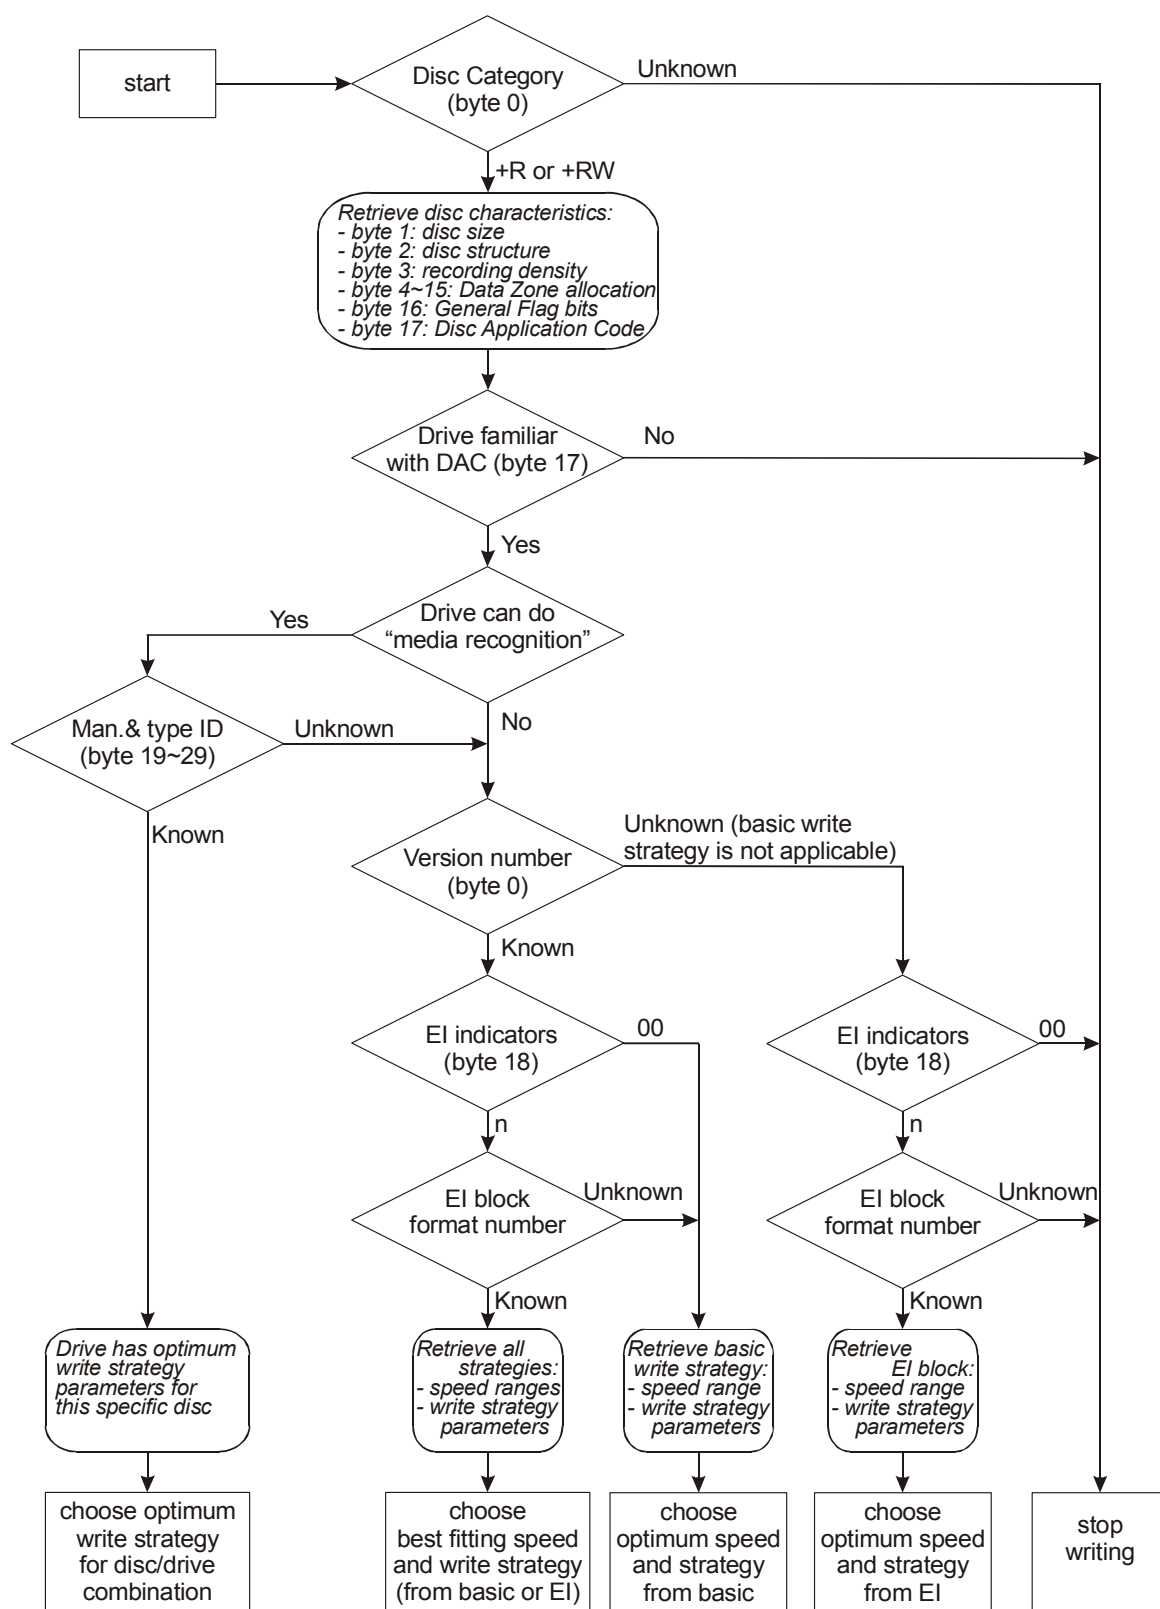 start
Disc Category
(byte 0)
Unknown
+R or +RW
Retrieve disc characteristics:
- byte 1: disc size
- byte 2: disc structure
- byte 3: recording density
- byte 4~15: Data Zone allocation
- byte 16: General Flag bits
- byte 17: Disc Application Code
Drive familiar
with DAC (byte 17)
No
Yes
Drive can do
“media recognition”
Yes
No
Man.& type ID
(byte 19~29)
Unknown
Known
Version number
(byte 0)
Unknown (basic write
strategy is not applicable)
Known
EI indicators
(byte 18)
00
n
EI indicators
(byte 18)
00
n
EI block
format number
Unknown
Known
EI block
format number
Unknown
Known
Drive has optimum
write strategy
parameters for
this specific disc
Retrieve all
strategies:
- speed ranges
- write strategy
parameters
Retrieve basic
write strategy:
- speed range
- write strategy
parameters
Retrieve
EI block:
- speed range
- write strategy
parameters
choose optimum
write strategy
for disc/drive
combination
choose
best fitting speed
and write strategy
(from basic or EI)
choose
optimum speed
and strategy
from basic
choose
optimum speed
and strategy
from EI
stop
writing